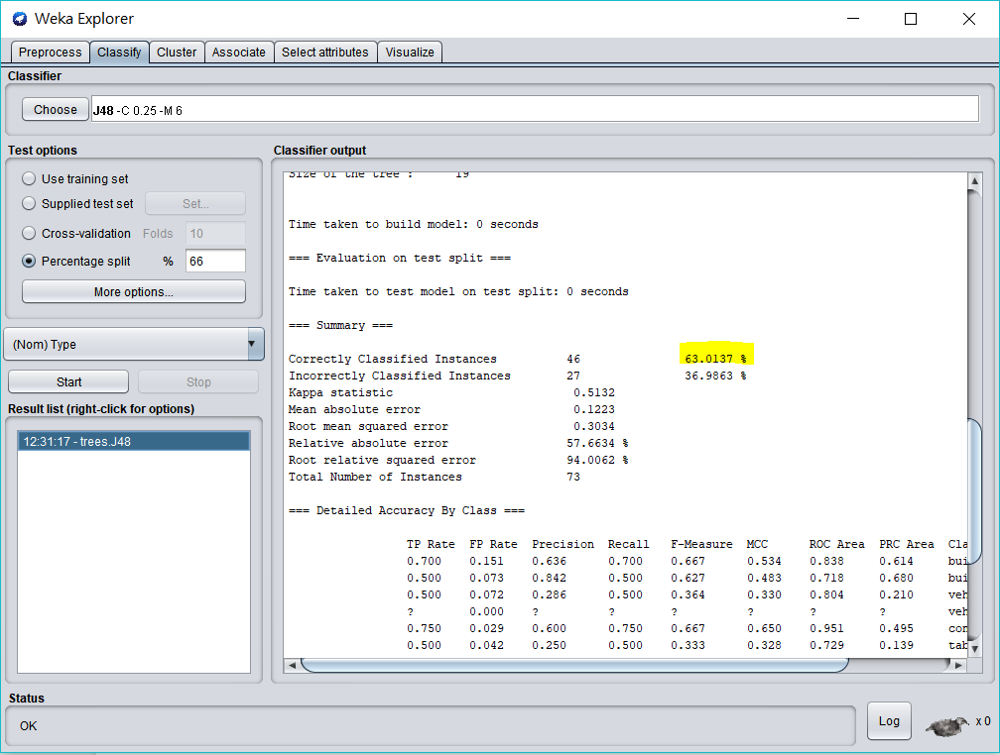 Weka Explorer
Preprocess Classify Cluster Associate Select attributes Visualize
Classifier
Choose J48 -C 0.25 -M 6
Test options
Use training set
Supplied test set Set...
Cross-validation Folds 10
Percentage split % 66
More options...
(Nom) Type
Start Stop
Result list (right-click for options)
12:31:17 - trees.J48
Classifier output
Size of the tree : 19
Time taken to build model: 0 seconds
=== Evaluation on test split ===
Time taken to test model on test split: 0 seconds
=== Summary ===
Correctly Classified Instances 46 63.0137 %
Incorrectly Classified Instances 27 36.9863 %
Kappa statistic 0.5132
Mean absolute error 0.1223
Root mean squared error 0.3034
Relative absolute error 57.6634 %
Root relative squared error 94.0062 %
Total Number of Instances 73
=== Detailed Accuracy By Class ===
TP Rate FP Rate Precision Recall F-Measure MCC ROC Area PRC Area Cla
0.700 0.151 0.636 0.700 0.667 0.534 0.838 0.614 bui
0.500 0.073 0.842 0.500 0.627 0.483 0.718 0.680 bui
0.500 0.072 0.286 0.500 0.364 0.330 0.804 0.210 veh
? 0.000 ? ? ? ? ? ? veh
0.750 0.029 0.600 0.750 0.667 0.650 0.951 0.495 con
0.500 0.042 0.250 0.500 0.333 0.328 0.729 0.139 tab
Status
OK
Log x 0